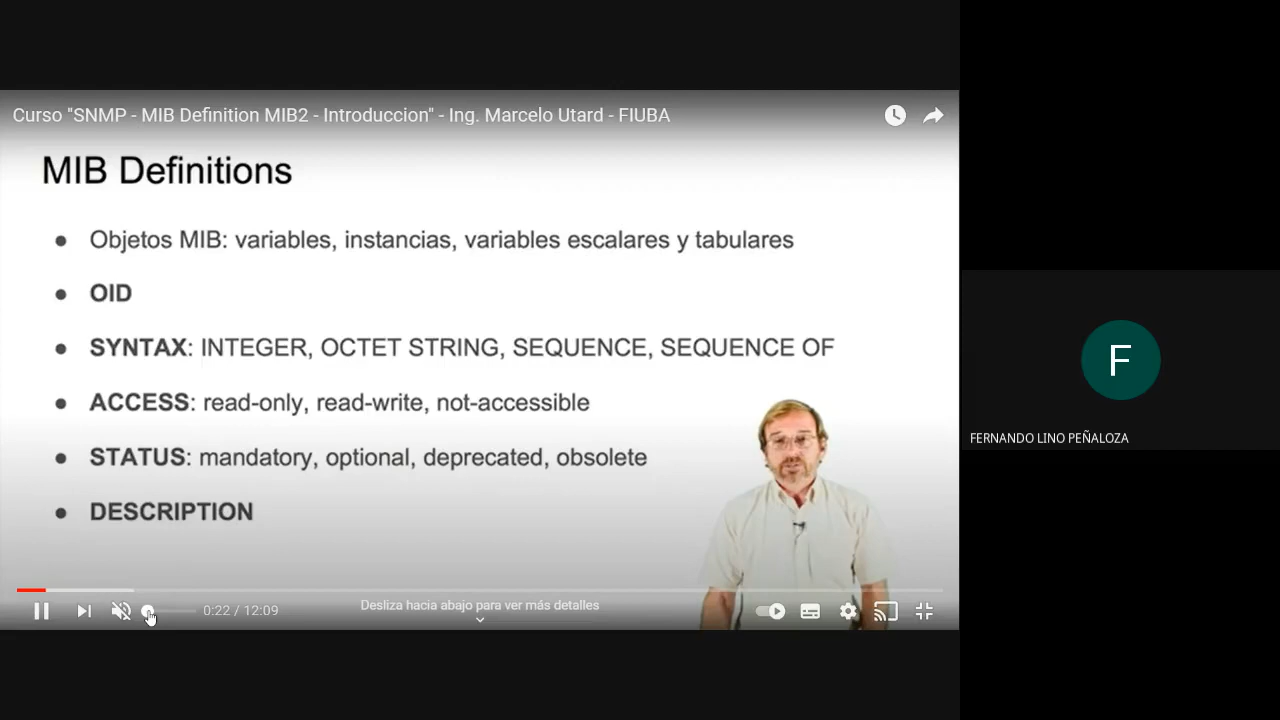 Curso "SNMP - MIB Definition MIB2 - Introduccion" - Ing. Marcelo Utard - FIUBA
MIB Definitions
● Objetos MIB: variables, instancias, variables escalares y tabulares
● OID
● SYNTAX: INTEGER, OCTET STRING, SEQUENCE, SEQUENCE OF
● ACCESS: read-only, read-write, not-accessible
● STATUS: mandatory, optional, deprecated, obsolete
● DESCRIPTION
0:22 / 12:09
Desliza hacia abajo para ver más detalles
F
FERNANDO LINO PEÑALOZA